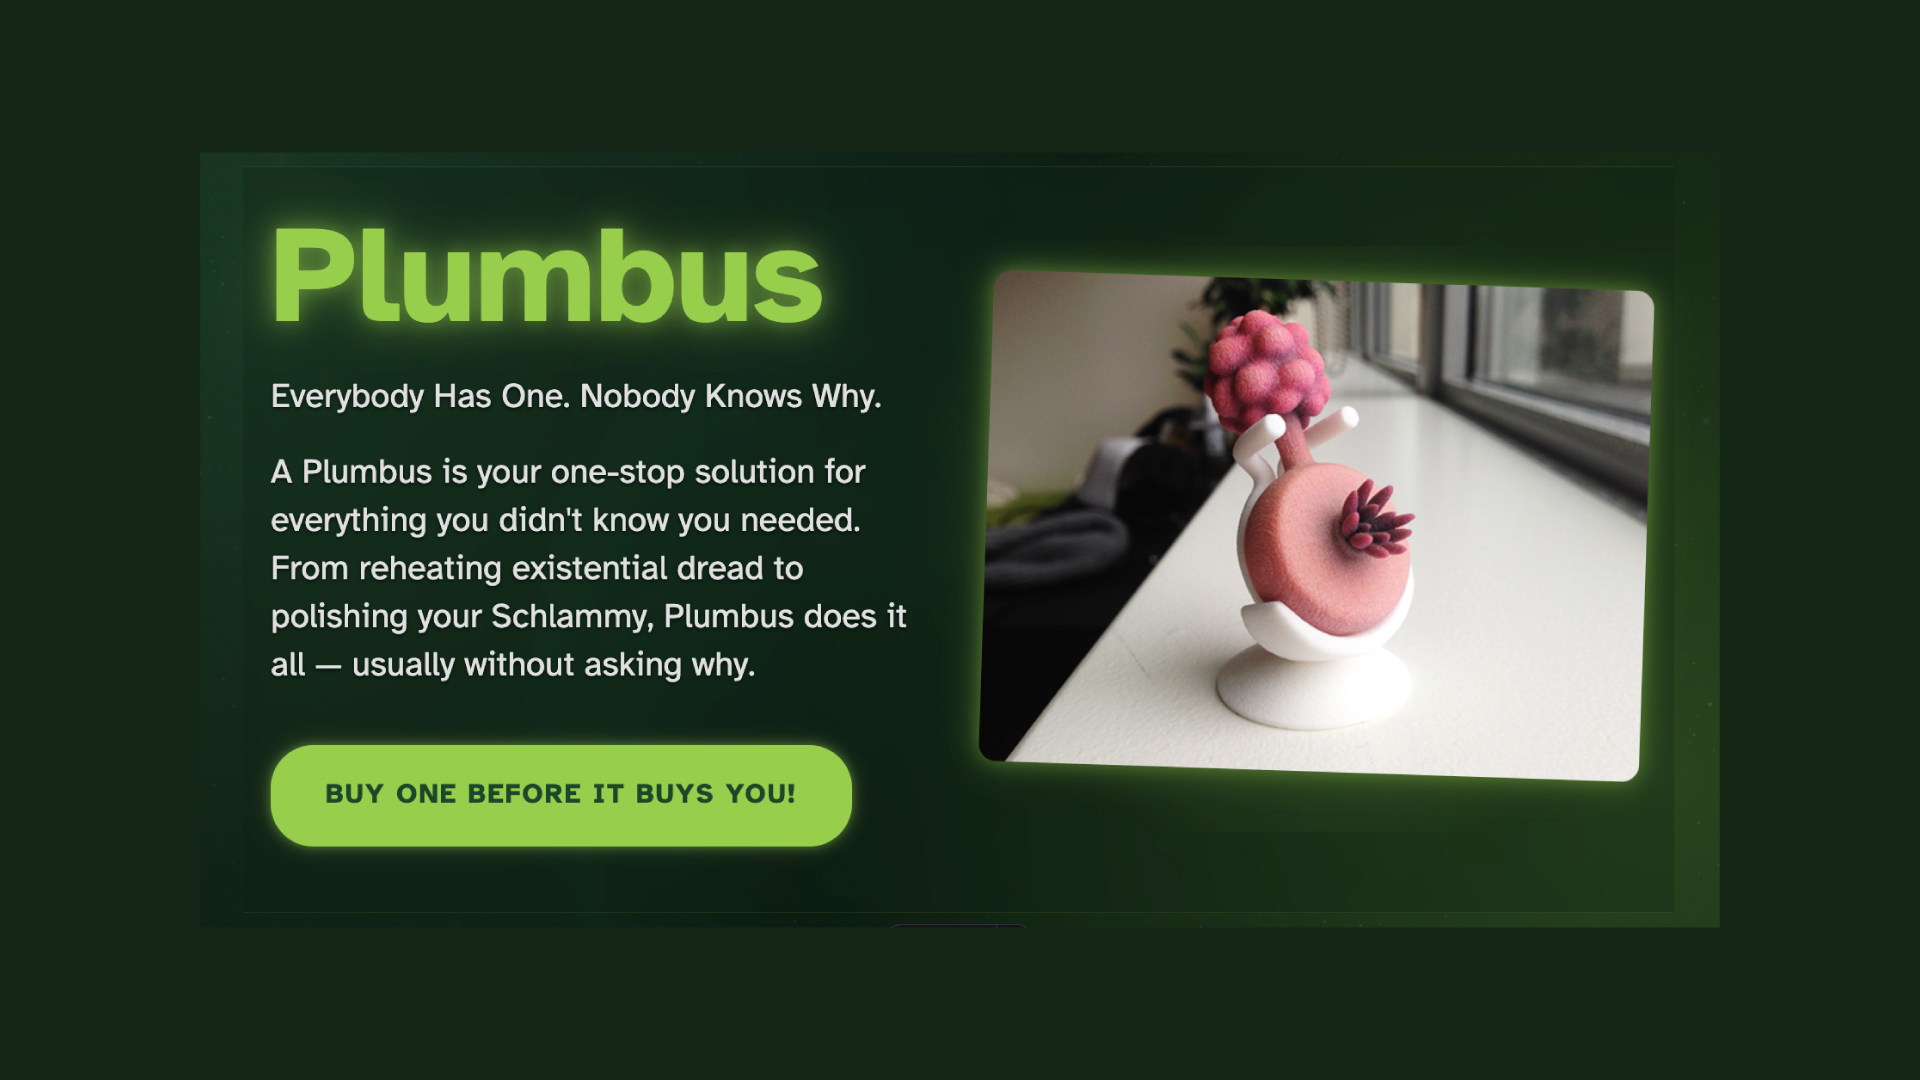 Plumbus
Everybody Has One. Nobody Knows Why.
A Plumbus is your one-stop solution for
everything you didn't know you needed.
From reheating existential dread to
polishing your Schlammy, Plumbus does it
all — usually without asking why.
BUY ONE BEFORE IT BUYS YOU!